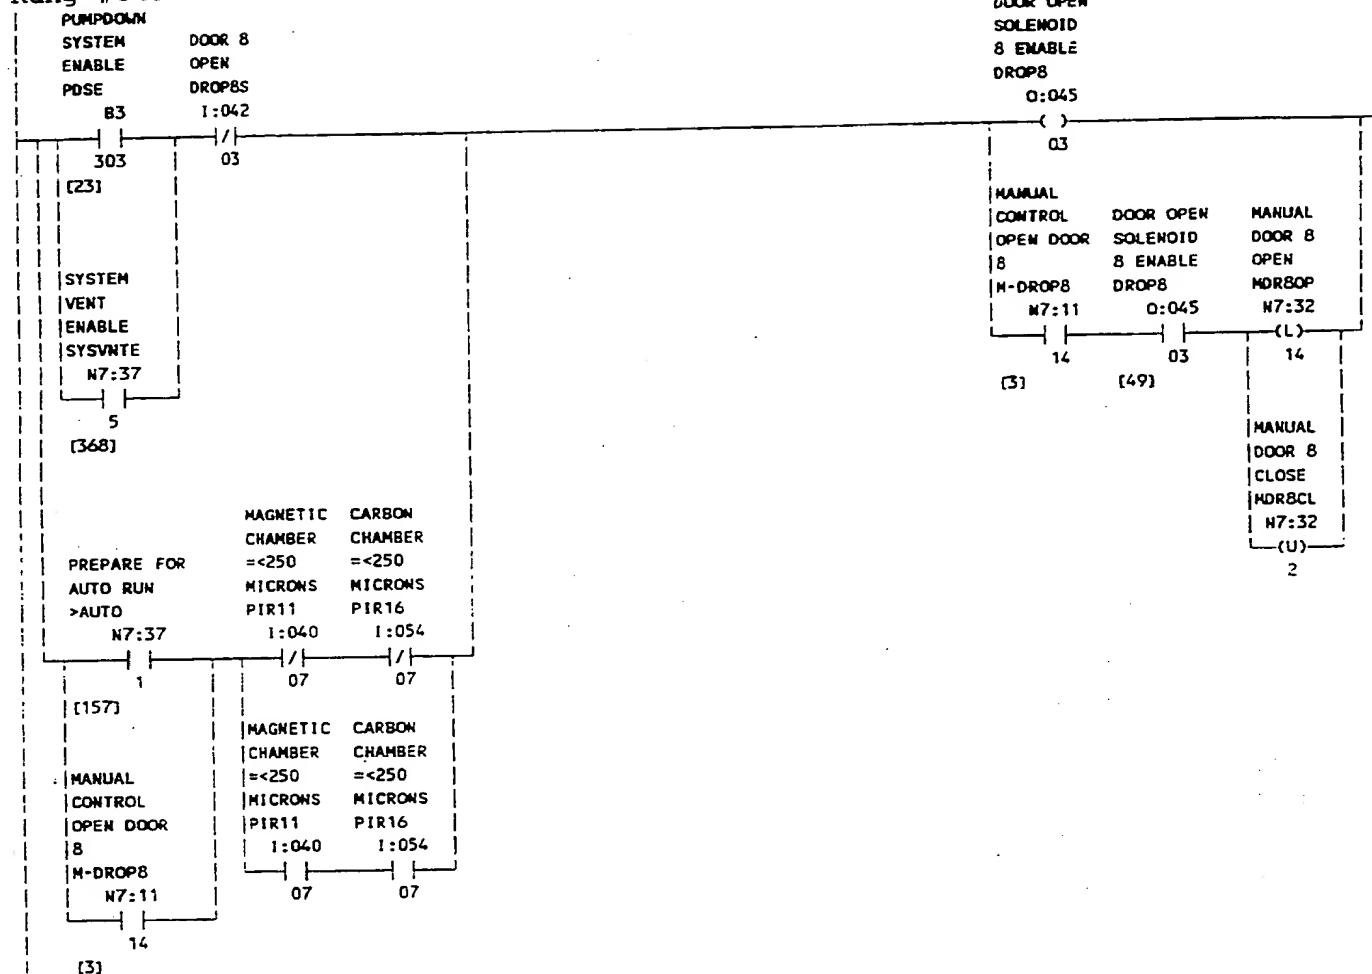 PUMPDOWN
SYSTEM
ENABLE
PDSE
B3
303
[23]
DOOR 8
OPEN
DROP8S
I:042
03
DOOR OPEN
SOLENOID
8 ENABLE
DROP8
O:045
03
MANUAL
CONTROL
OPEN DOOR
8
M-DROP8
N7:11
14
[3]
DOOR OPEN
SOLENOID
8 ENABLE
DROP8
O:045
03
[49]
MANUAL
DOOR 8
OPEN
MDR8OP
N7:32
(L)
14
MANUAL
DOOR 8
CLOSE
MDR8CL
N7:32
(U)
2
SYSTEM
VENT
ENABLE
SYSVNTE
N7:37
5
[368]
PREPARE FOR
AUTO RUN
>AUTO
N7:37
1
[157]
MAGNETIC
CHAMBER
=<250
MICRONS
PIR11
I:040
07
CARBON
CHAMBER
=<250
MICRONS
PIR16
I:054
07
MANUAL
CONTROL
OPEN DOOR
8
M-DROP8
N7:11
14
[3]
MAGNETIC
CHAMBER
=<250
MICRONS
PIR11
I:040
07
CARBON
CHAMBER
=<250
MICRONS
PIR16
I:054
07